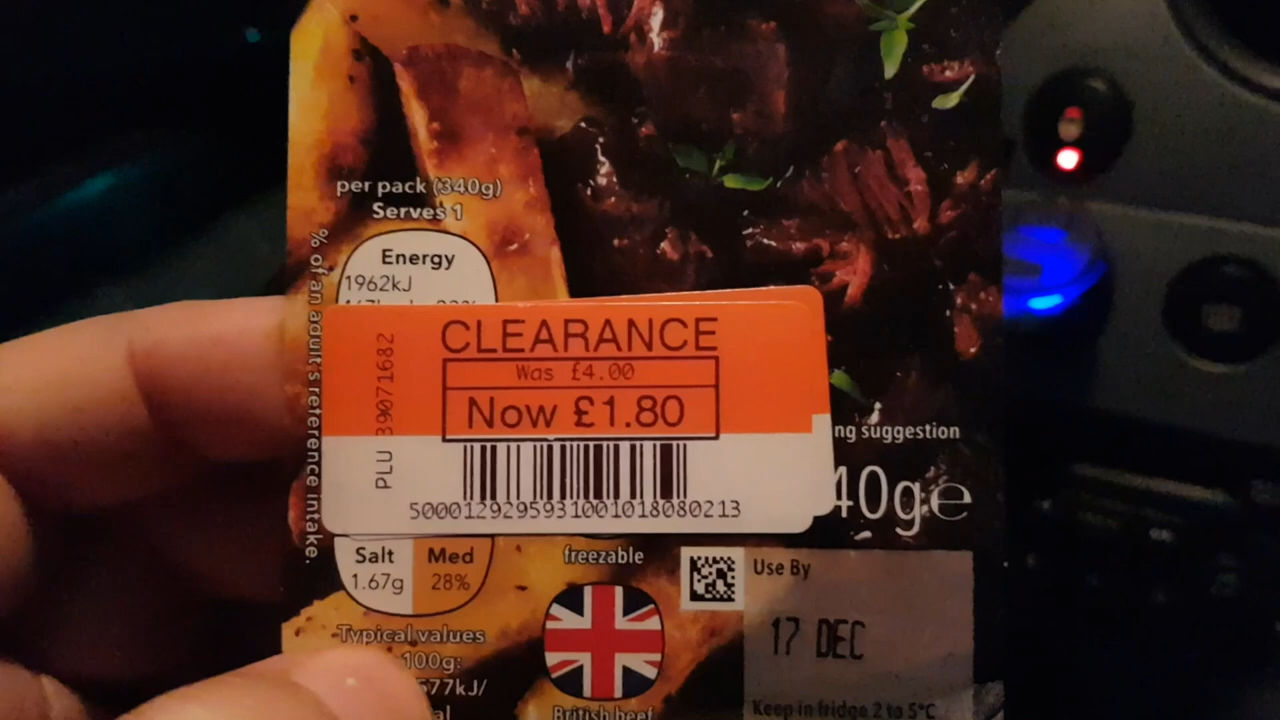 per pack (340g)
Serves 1
% of an adult's reference intake.
Energy
1962kJ
CLEARANCE
Was £4.00
Now £1.80
PLU 39071682
50000129295931001018080213
ng suggestion
40g e
Salt
1.67g
Med
28%
freezable
Use By
17 DEC
Typical values
100g:
577kJ/
British beef
Keep in fridge 2 to 5°C